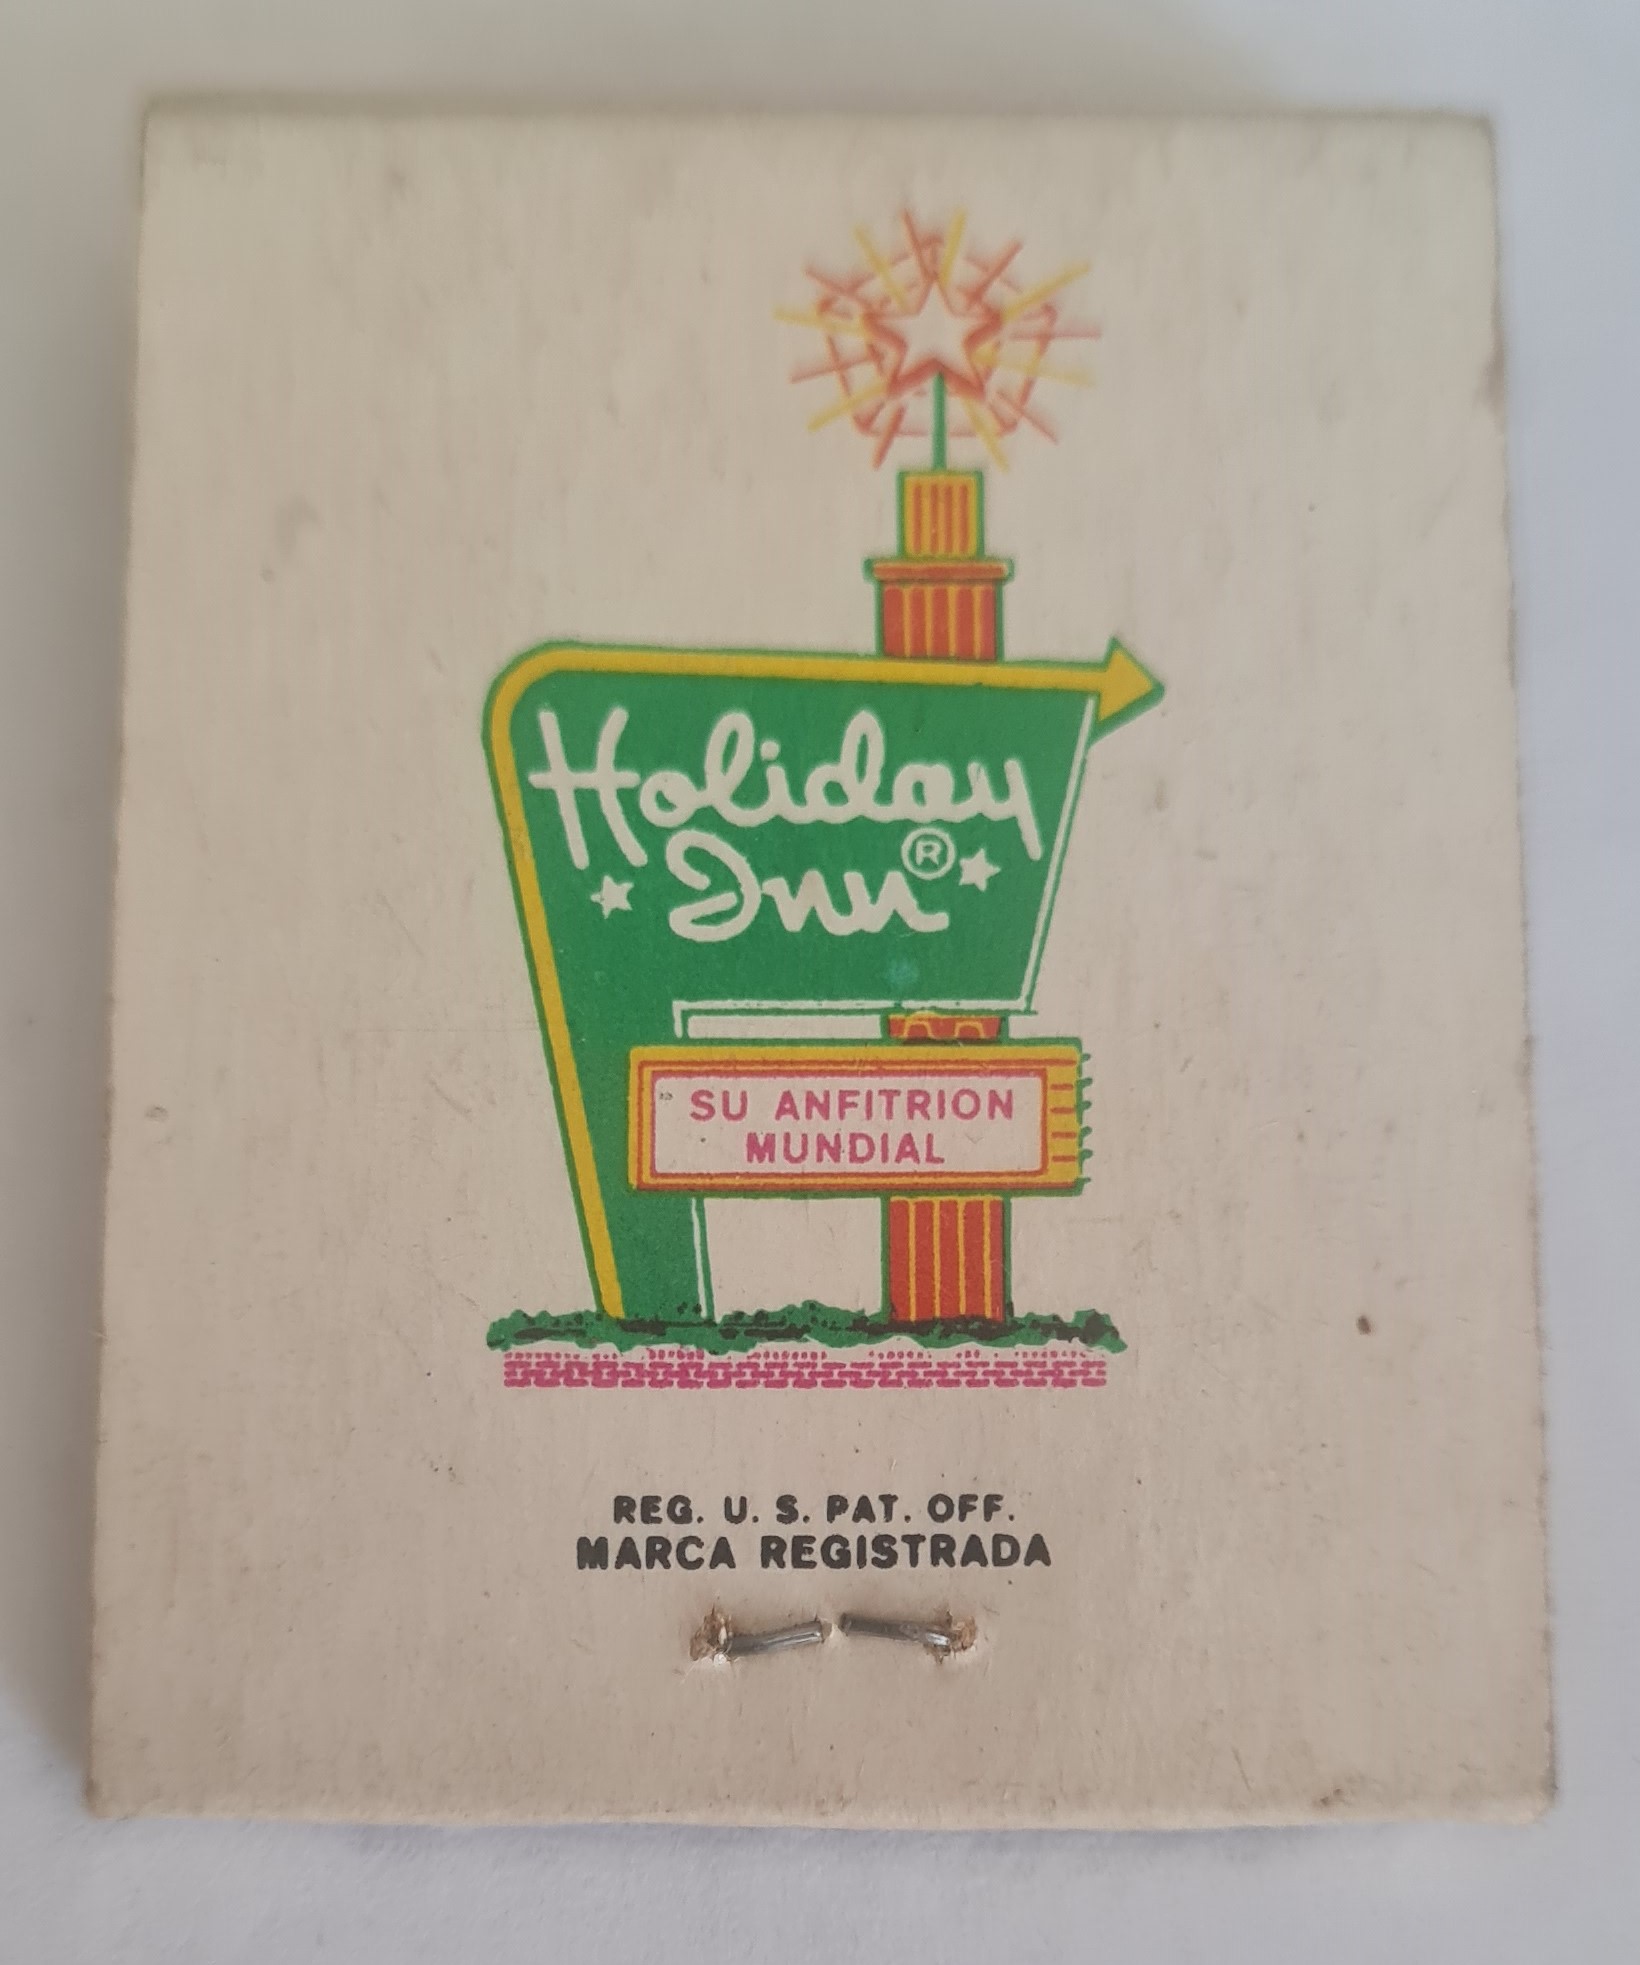 Holiday
Inn®
SU ANFITRION
MUNDIAL
REG. U. S. PAT. OFF.
MARCA REGISTRADA